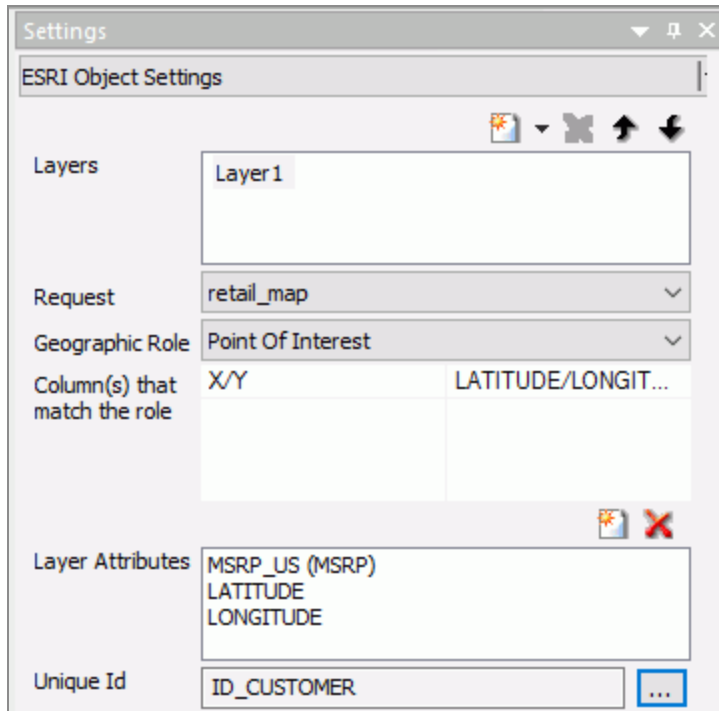 Settings
ESRI Object Settings
Layers
Layer1
Request
retail_map
Geographic Role
Point Of Interest
Column(s) that
match the role
X/Y
LATITUDE/LONGIT...
Layer Attributes
MSRP_US (MSRP)
LATITUDE
LONGITUDE
Unique Id
ID_CUSTOMER
...